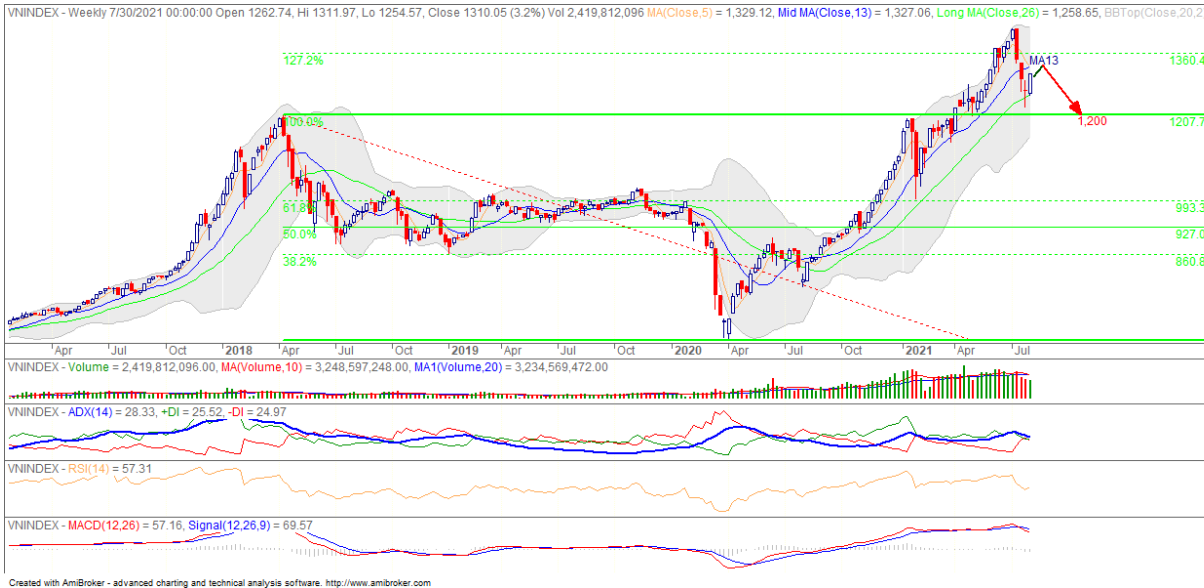 VNINDEX - Weekly 7/30/2021 00:00:00 Open 1262.74, Hi 1311.97, Lo 1254.57, Close 1310.05 (3.2%) Vol 2,419,812,096 MA(Close,5) = 1,329.12, Mid MA(Close,13) = 1,327.06, Long MA(Close,26) = 1,258.65, BBTop(Close,20,2
127.2% 1360.4
MA13
100.0% 1,200 1207.7
61.8% 993.3
50.0% 927.0
38.2% 860.8
Apr Jul Oct 2018 Apr Jul Oct 2019 Apr Jul Oct 2020 Apr Jul Oct 2021 Apr Jul
VNINDEX - Volume = 2,419,812,096.00, MA(Volume,10) = 3,248,597,248.00, MA1(Volume,20) = 3,234,569,472.00
VNINDEX - ADX(14) = 28.33, +DI = 25.52, -DI = 24.97
VNINDEX - RSI(14) = 57.31
VNINDEX - MACD(12,26) = 57.16, Signal(12,26,9) = 69.57
Created with AmiBroker - advanced charting and technical analysis software. http://www.amibroker.com